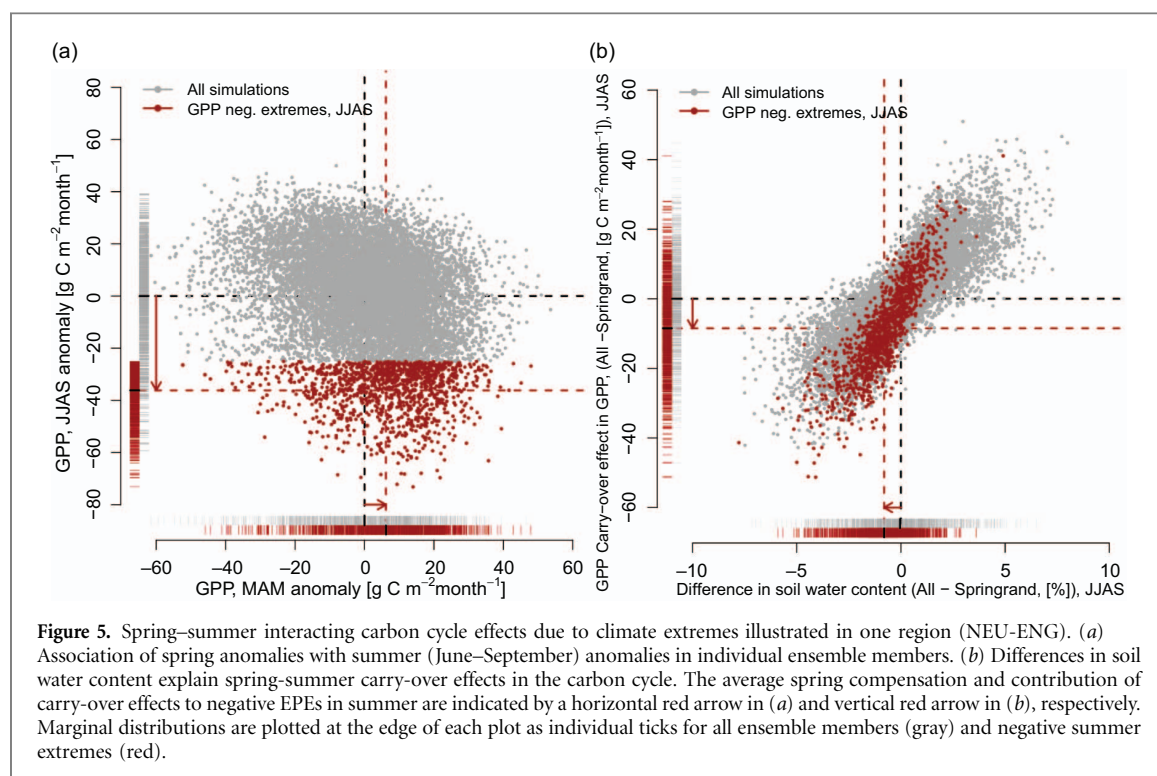 (a)
All simulations
GPP neg. extremes, JJAS
GPP, JJAS anomaly [g C m⁻²month⁻¹]
80
60
40
20
0
−20
−40
−60
−80
−60 −40 −20 0 20 40 60
GPP, MAM anomaly [g C m⁻²month⁻¹]
(b)
All simulations
GPP neg. extremes, JJAS
GPP Carry-over effect in GPP, (All −Springrand, [g C m⁻²month⁻¹]), JJAS
60
40
20
0
−20
−40
−60
−10 −5 0 5 10
Difference in soil water content (All − Springrand, [%]), JJAS
Figure 5. Spring–summer interacting carbon cycle effects due to climate extremes illustrated in one region (NEU-ENG). (a)
Association of spring anomalies with summer (June–September) anomalies in individual ensemble members. (b) Differences in soil
water content explain spring-summer carry-over effects in the carbon cycle. The average spring compensation and contribution of
carry-over effects to negative EPEs in summer are indicated by a horizontal red arrow in (a) and vertical red arrow in (b), respectively.
Marginal distributions are plotted at the edge of each plot as individual ticks for all ensemble members (gray) and negative summer
extremes (red).